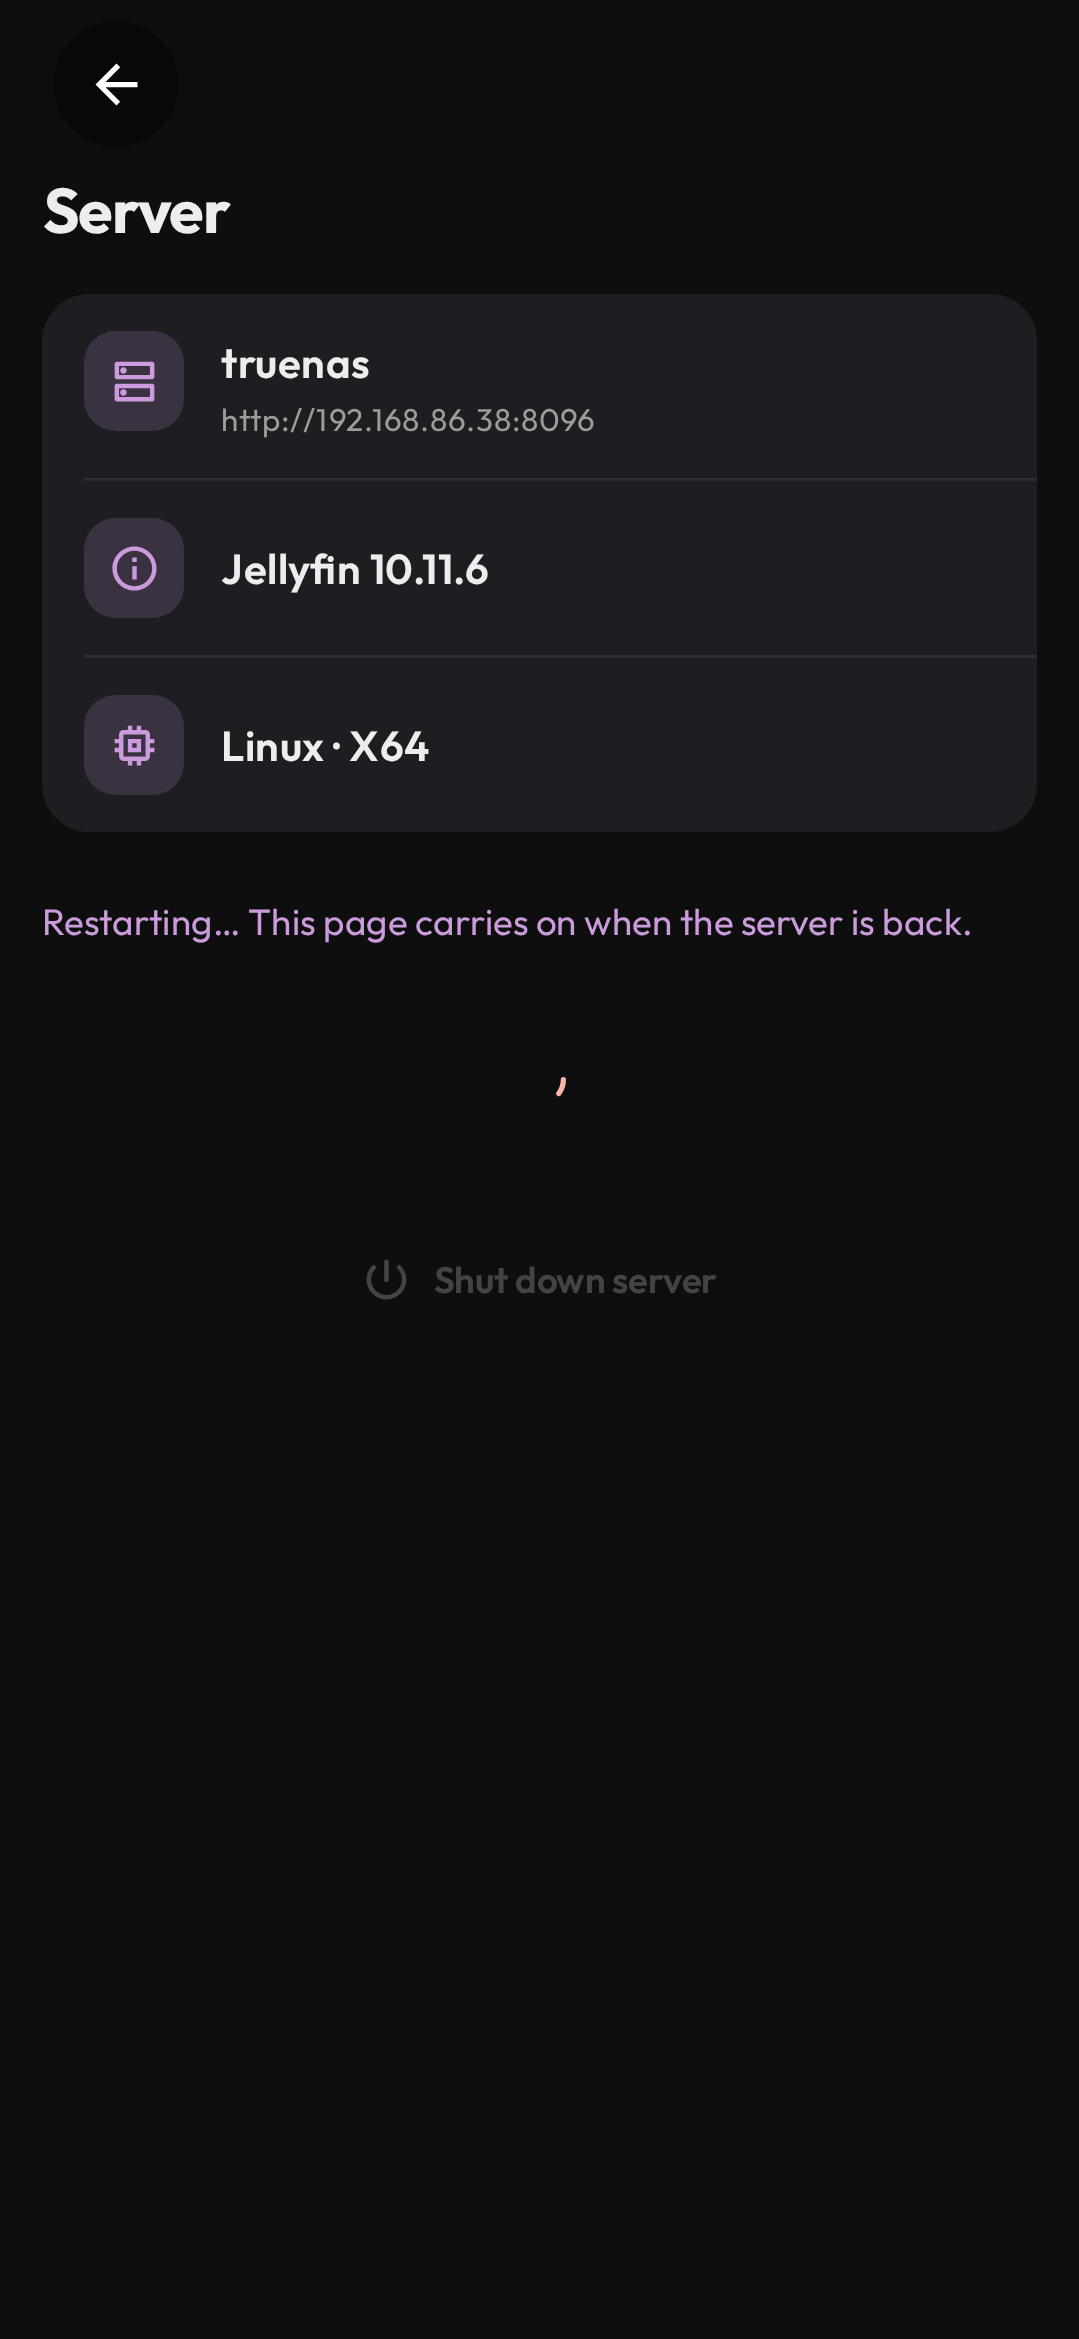 Server
truenas
http://192.168.86.38:8096
Jellyfin 10.11.6
Linux · X64
Restarting… This page carries on when the server is back.
Shut down server